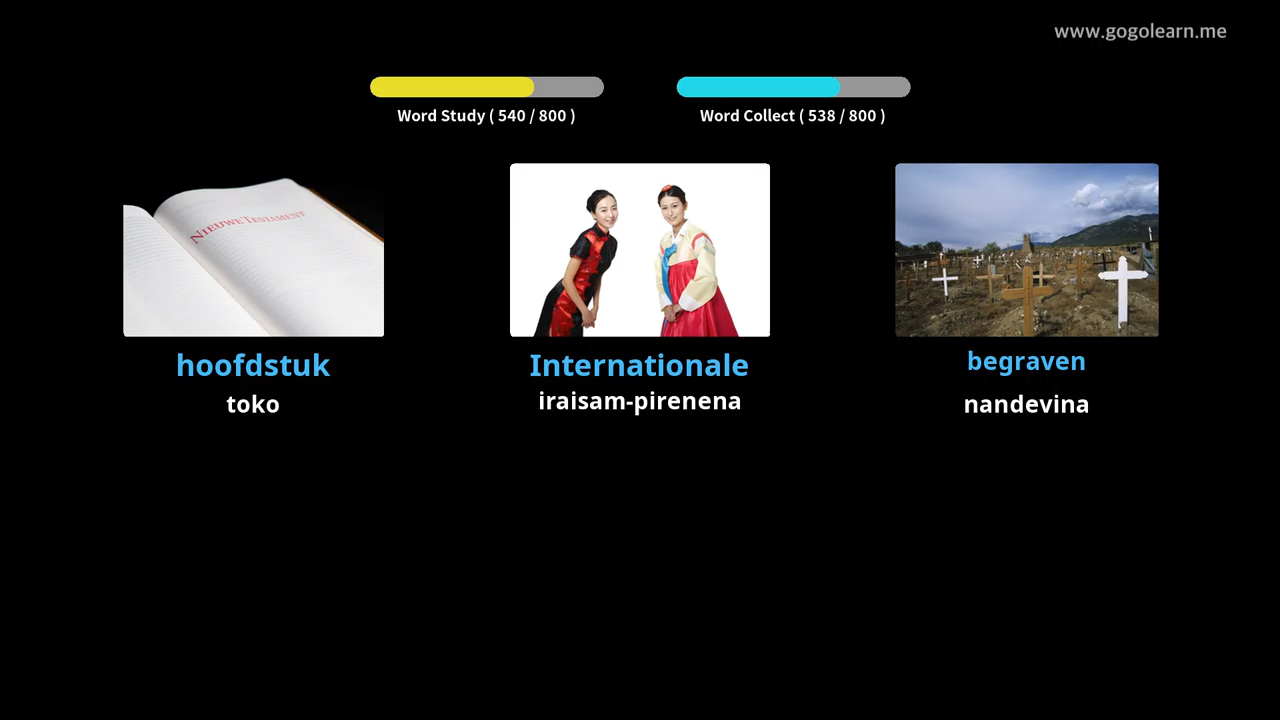 www.gogolearn.me
Word Study ( 540 / 800 )
Word Collect ( 538 / 800 )
NIEUWE TESTAMENT
hoofdstuk
Internationale
begraven
toko
iraisam-pirenena
nandevina